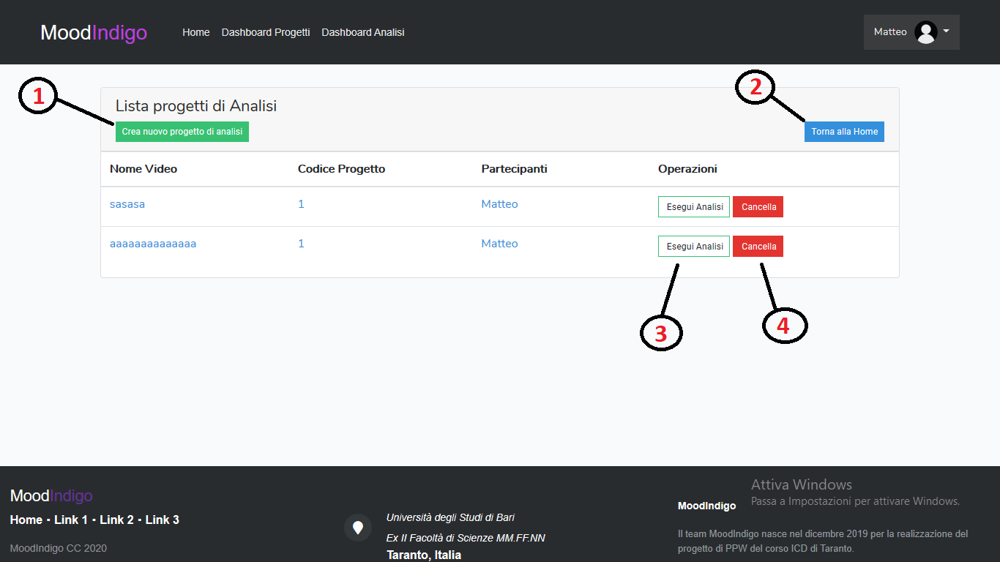 MoodIndigo Home Dashboard Progetti Dashboard Analisi Matteo
1
2
Lista progetti di Analisi
Crea nuovo progetto di analisi Torna alla Home
Nome Video Codice Progetto Partecipanti Operazioni
sasasa 1 Matteo Esegui Analisi Cancella
aaaaaaaaaaaaaa 1 Matteo Esegui Analisi Cancella
3
4
MoodIndigo
Home · Link 1 · Link 2 · Link 3
MoodIndigo CC 2020
Università degli Studi di Bari
Ex II Facoltà di Scienze MM.FF.NN
Taranto, Italia
Attiva Windows
Passa a Impostazioni per attivare Windows.
MoodIndigo
Il team MoodIndigo nasce nel dicembre 2019 per la realizzazione del
progetto di PPW del corso ICD di Taranto.